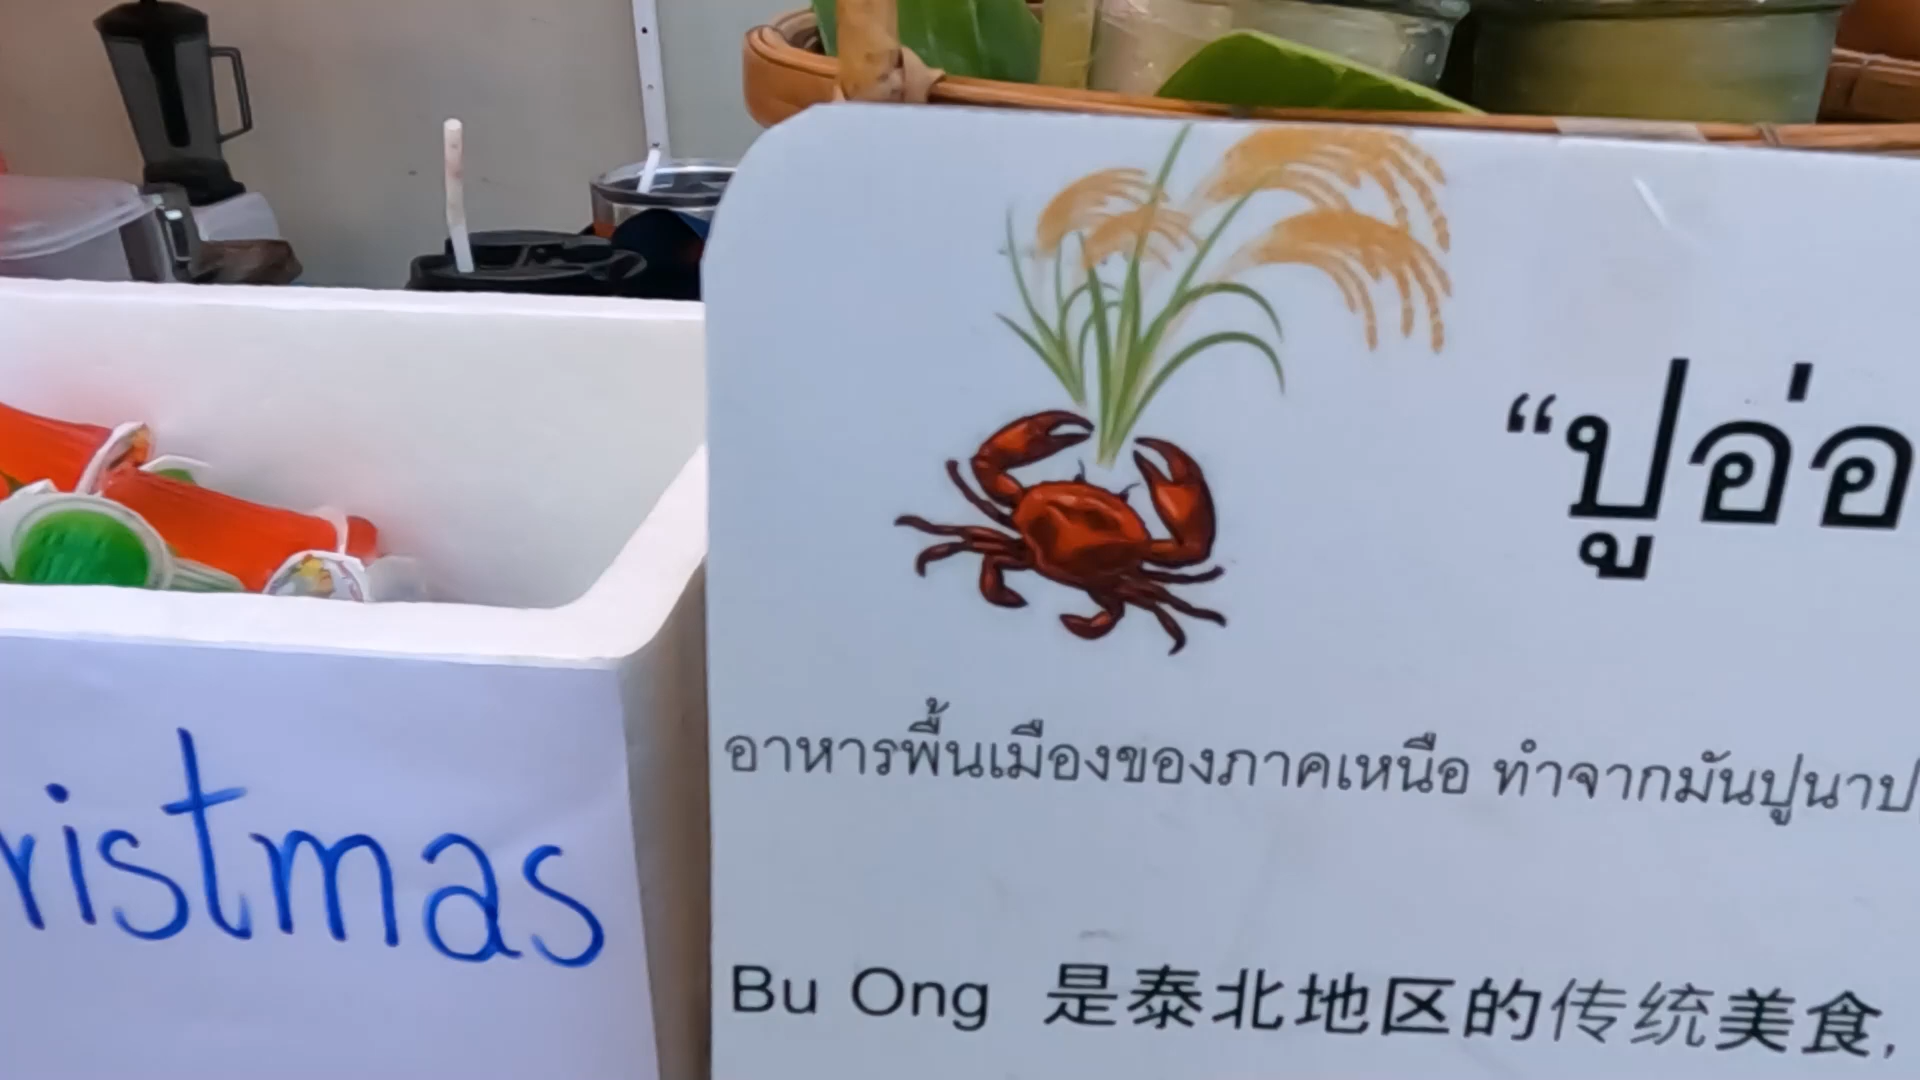 “ปูอ่อ
อาหารพื้นเมืองของภาคเหนือ ทำจากมันปูนาป
ristmas
Bu Ong 是泰北地区的传统美食,